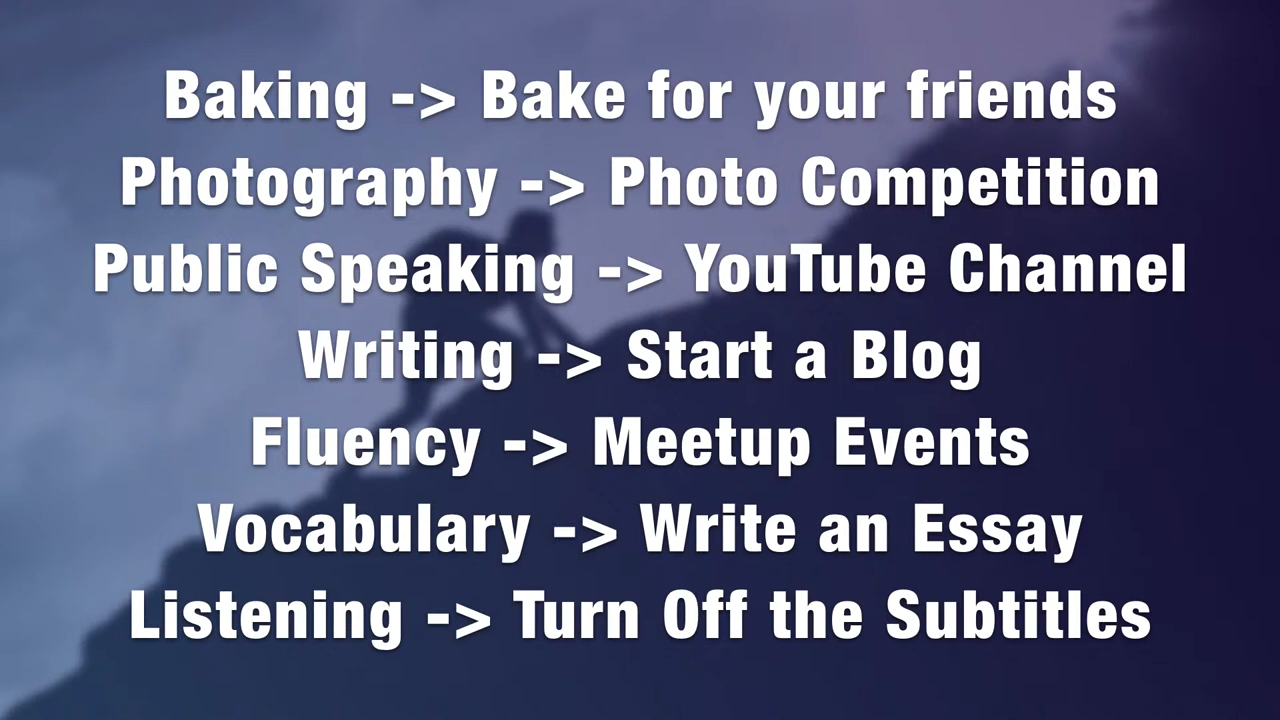 Baking -> Bake for your friends
Photography -> Photo Competition
Public Speaking -> YouTube Channel
Writing -> Start a Blog
Fluency -> Meetup Events
Vocabulary -> Write an Essay
Listening -> Turn Off the Subtitles